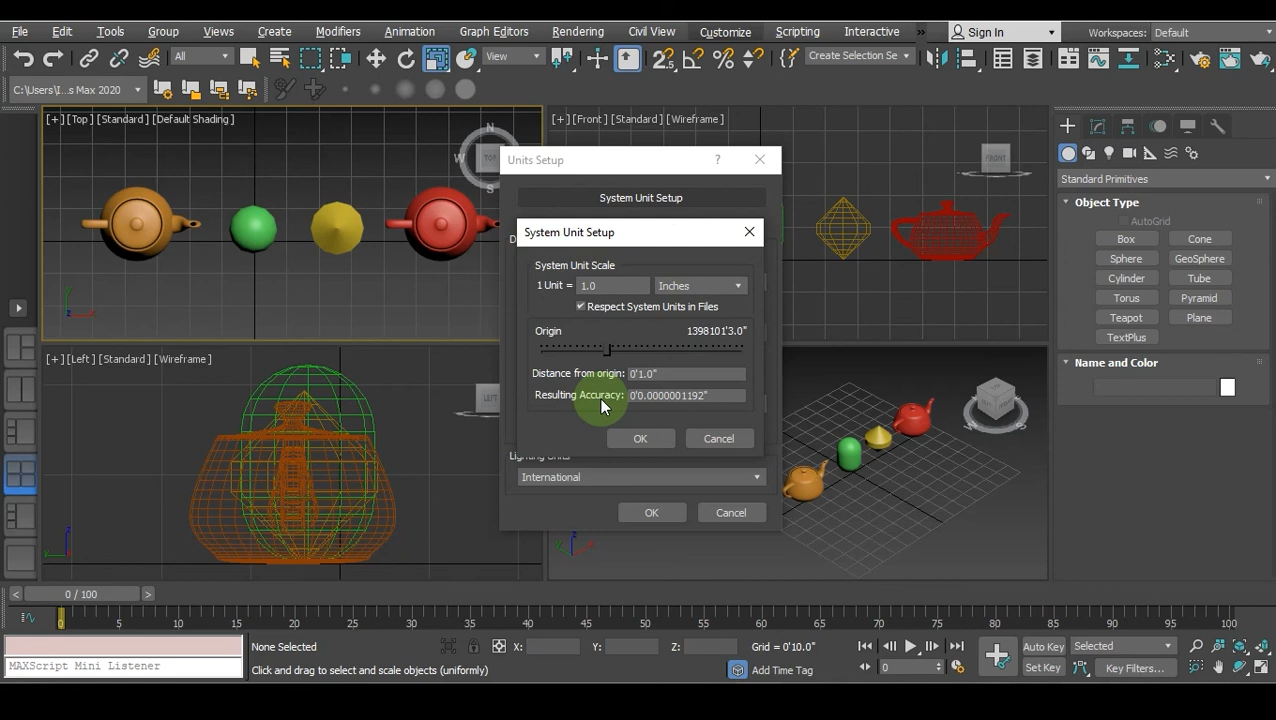 File Edit Tools Group Views Create Modifiers Animation Graph Editors Rendering Civil View Customize Scripting Interactive » Sign In Workspaces: Default
All View Create Selection Se
C:\Users\I...s Max 2020
[+] [Top] [Standard] [Default Shading]
[+] [Front] [Standard] [Wireframe]
N
W TOP
S
FRONT
Units Setup ?
System Unit Setup
System Unit Setup
System Unit Scale
1 Unit = 1.0 Inches
Respect System Units in Files
Origin 1398101'3.0"
Distance from origin: 0'1.0"
Resulting Accuracy: 0'0.0000001192"
OK Cancel
International
OK Cancel
Standard Primitives
Object Type
AutoGrid
Box Cone
Sphere GeoSphere
Cylinder Tube
Torus Pyramid
Teapot Plane
TextPlus
Name and Color
[+] [Left] [Standard] [Wireframe]
LEFT
x
z
y
z
z
< 0 / 100 >
0 5 10 15 20 25 30 35 40 45 50 55 60 65 70 75 80 85 90 95 100
None Selected X: Y: Z: Grid = 0'10.0" Auto Key Selected
MAXScript Mini Listener Click and drag to select and scale objects (uniformly) Add Time Tag 0 Set Key Key Filters...